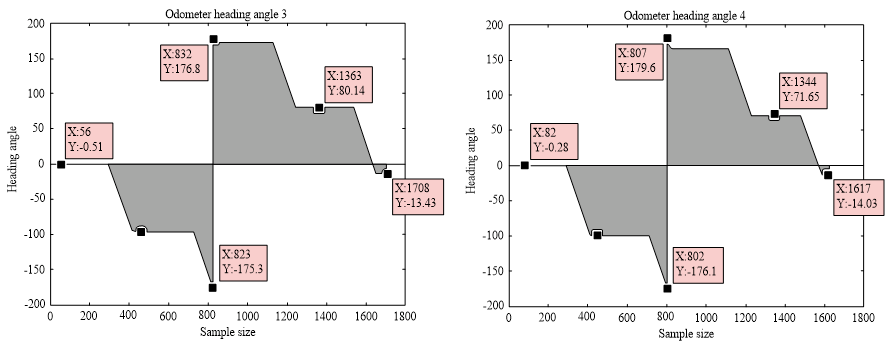 Odometer heading angle 3
200
150
100
50
0
-50
-100
-150
-200
Heading angle
0 200 400 600 800 1000 1200 1400 1600 1800
Sample size
X:56
Y:-0.51
X:832
Y:176.8
X:1363
Y:80.14
X:1708
Y:-13.43
X:823
Y:-175.3
Odometer heading angle 4
200
150
100
50
0
-50
-100
-150
-200
Heading angle
0 200 400 600 800 1000 1200 1400 1600 1800
Sample size
X:82
Y:-0.28
X:807
Y:179.6
X:1344
Y:71.65
X:1617
Y:-14.03
X:802
Y:-176.1